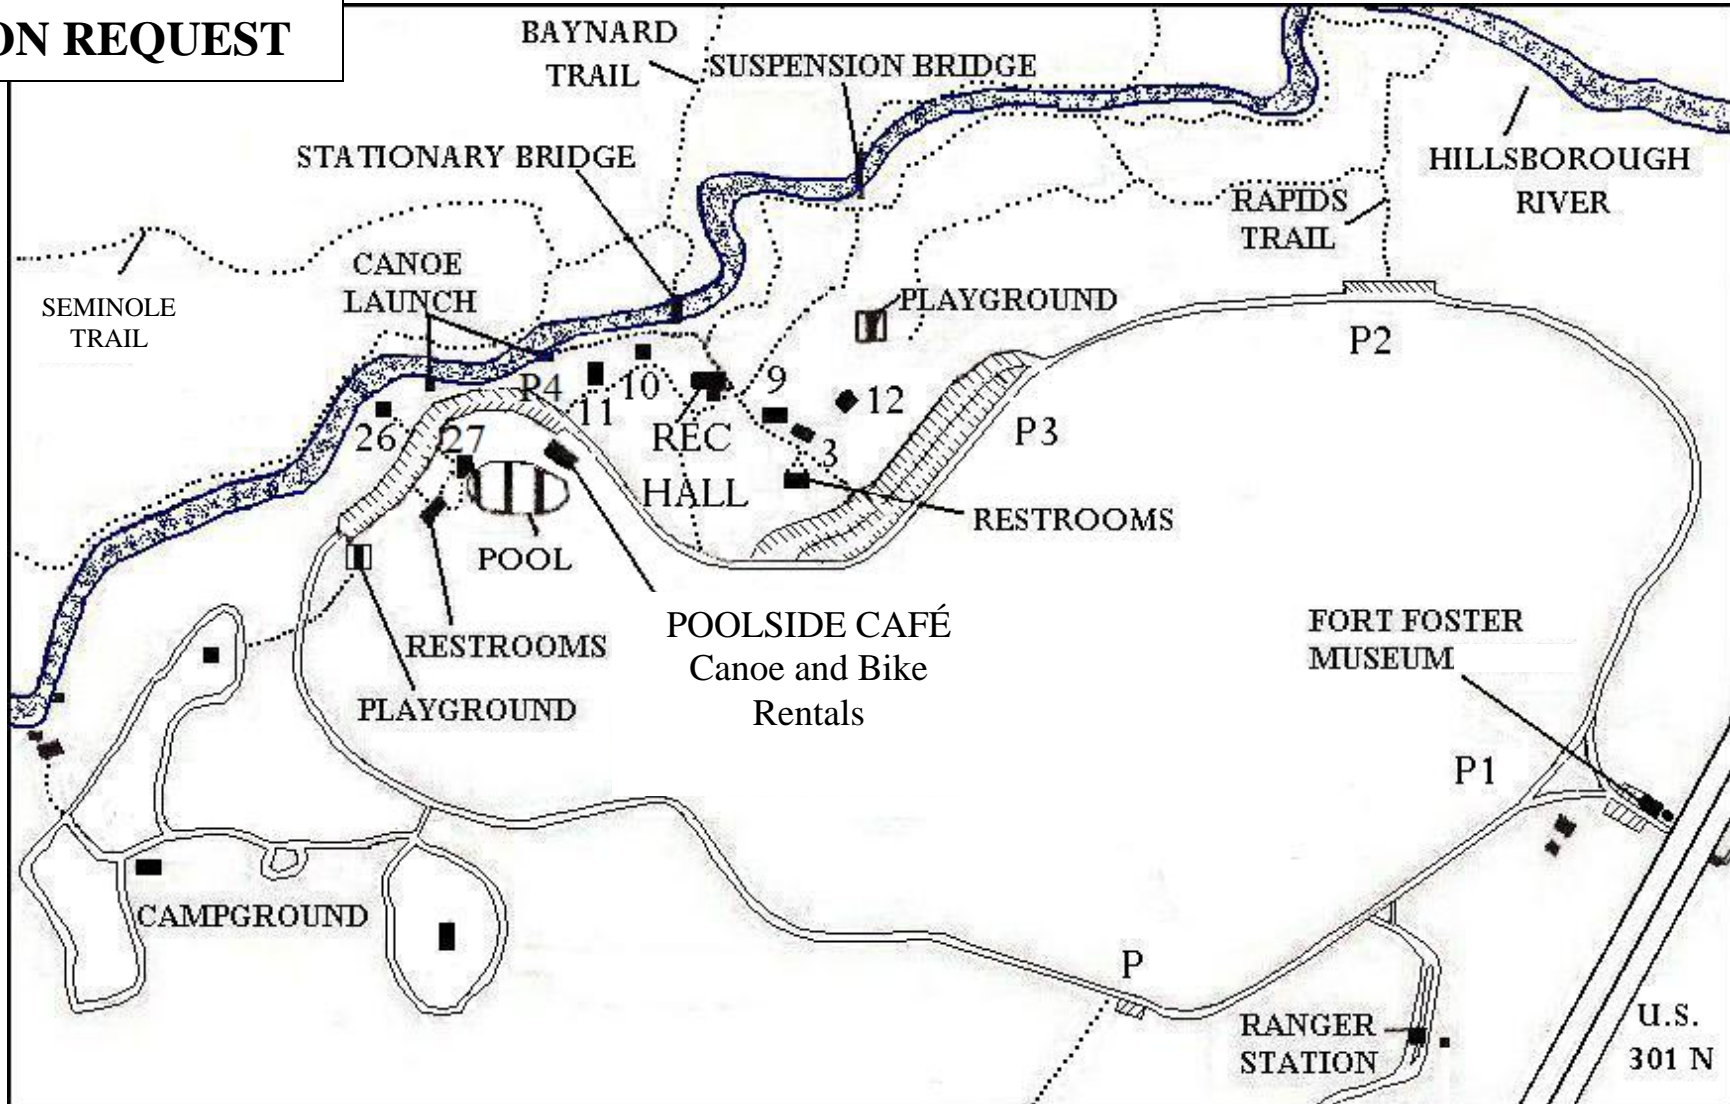 ON REQUEST
BAYNARD
TRAIL
SUSPENSION BRIDGE
STATIONARY BRIDGE
HILLSBOROUGH
RIVER
RAPIDS
TRAIL
CANOE
LAUNCH
SEMINOLE
TRAIL
PLAYGROUND
P2
P4
10
9
12
11
26
27
REC
HALL
3
P3
RESTROOMS
POOL
POOLSIDE CAFÉ
Canoe and Bike
Rentals
RESTROOMS
PLAYGROUND
FORT FOSTER
MUSEUM
P1
CAMPGROUND
P
RANGER
STATION
U.S.
301 N